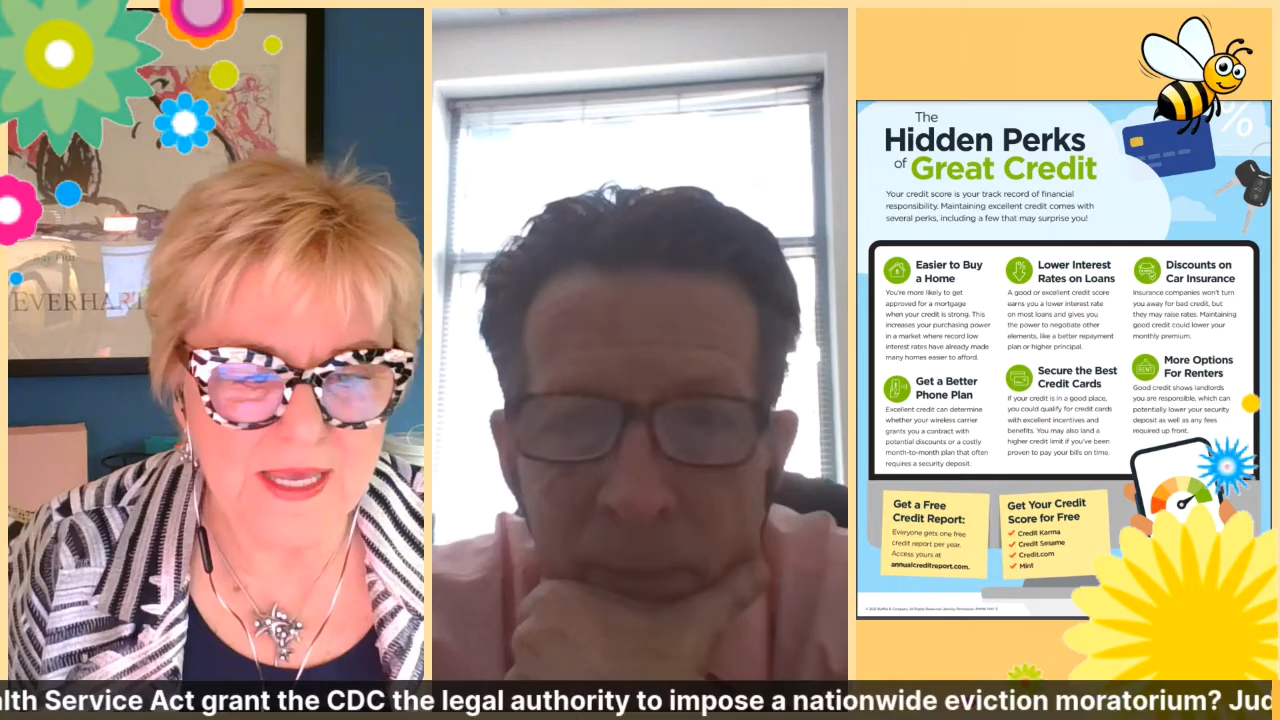 EVERHART
The
Hidden Perks
of Great Credit
Your credit score is your track record of financial
responsibility. Maintaining excellent credit comes with
several perks, including a few that may surprise you!
%
Easier to Buy
a Home
You're more likely to get
approved for a mortgage
when your credit is strong. This
increases your purchasing power
in a market where record low
interest rates have already made
many homes easier to afford.
Lower Interest
Rates on Loans
A good or excellent credit score
earns you a lower interest rate
on most loans and gives you
the power to negotiate other
elements, like a better repayment
plan or higher principal.
Discounts on
Car Insurance
Insurance companies won't turn
you away for bad credit, but
they may raise rates. Maintaining
good credit could lower your
monthly premium.
Get a Better
Phone Plan
Excellent credit can determine
whether your wireless carrier
grants you a contract with
potential discounts or a costly
month-to-month plan that often
requires a security deposit.
Secure the Best
Credit Cards
If your credit is in a good place,
you could qualify for credit cards
with excellent incentives and
benefits. You may also land a
higher credit limit if you've been
proven to pay your bills on time.
RENT
More Options
For Renters
Good credit shows landlords
you are responsible, which can
potentially lower your security
deposit as well as any fees
required up front.
Get a Free
Credit Report:
Everyone gets one free
credit report per year.
Access yours at
annualcreditreport.com.
Get Your Credit
Score for Free
Credit Karma
Credit Sesame
Credit.com
Mint
alth Service Act grant the CDC the legal authority to impose a nationwide eviction moratorium? Jud